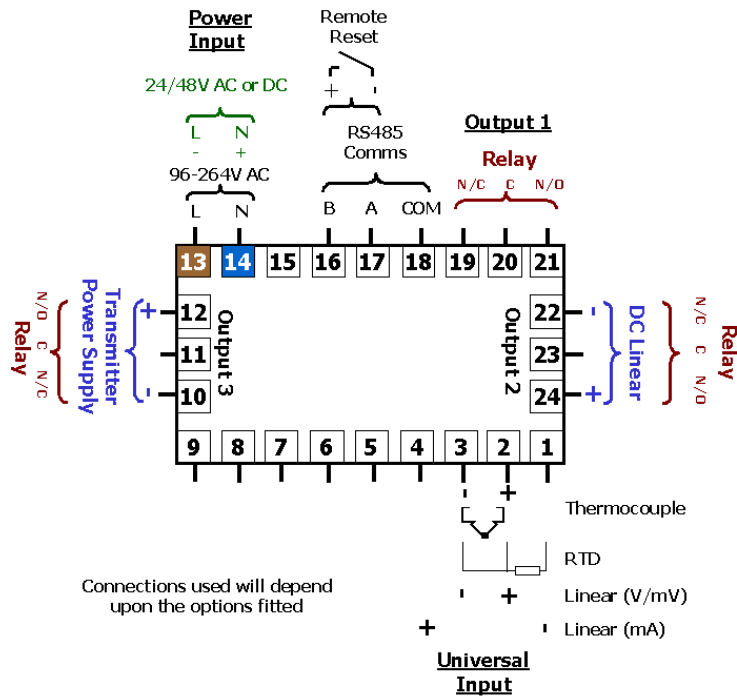 Power
Input
Remote
Reset
24/48V AC or DC
L N
- +
+ -
96-264V AC
L N
RS485
Comms
B A COM
Output 1
Relay
N/C C N/O
13 14 15 16 17 18 19 20 21
Relay
N/O C N/C
Transmitter
Power Supply
+
-
12
11
10
Output 3
Output 2
22
23
24
-
+
DC Linear
Relay
N/C C N/O
9 8 7 6 5 4 3 2 1
- +
Thermocouple
RTD
- + Linear (V/mV)
+ - Linear (mA)
Connections used will depend
upon the options fitted
Universal
Input